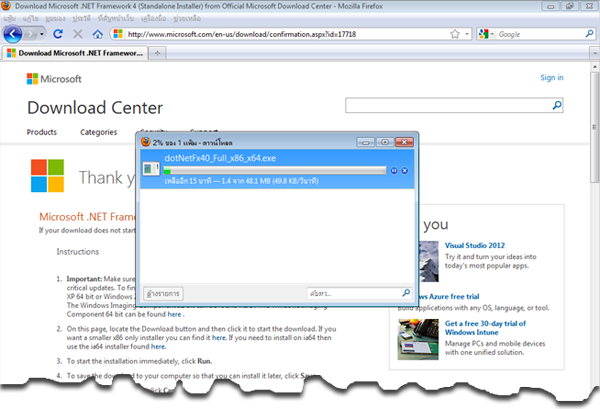 Download Microsoft .NET Framework 4 (Standalone Installer) from Official Microsoft Download Center - Mozilla Firefox
แฟ้ม แก้ไข มุมมอง ประวัติ ที่คั่นหน้าเว็บ เครื่องมือ ช่วยเหลือ
http://www.microsoft.com/en-us/download/confirmation.aspx?id=17718
Google
Download Microsoft .NET Framewor...
Microsoft
Sign in
Download Center
Products Categories Security Support
2% ของ 1 แฟ้ม - ดาวน์โหลด
dotNetFx40_Full_x86_x64.exe
เหลืออีก 15 นาที — 1.4 จาก 48.1 MB (49.8 KB/วินาที)
ล้างรายการ
ค้นหา...
Thank you
Microsoft .NET Fram
If your download does not start
Instructions
1. Important: Make sure
critical updates. To fin
XP 64 bit or Windows
The Windows Imaging
Component 64 bit can be found here .
2. On this page, locate the Download button and then click it to start the download. If you
want a smaller x86 only installer you can find it here. If you need to install on ia64 then
use the ia64 installer found here.
3. To start the installation immediately, click Run.
4. To save the download to your computer so that you can install it later, click Save.
you
Visual Studio 2012
Try it and turn your ideas into
today's most popular apps.
ws Azure free trial
Build applications with any OS, language, or tool.
Get a free 30-day trial of
Windows Intune
Manage PCs and mobile devices
with one unified solution.